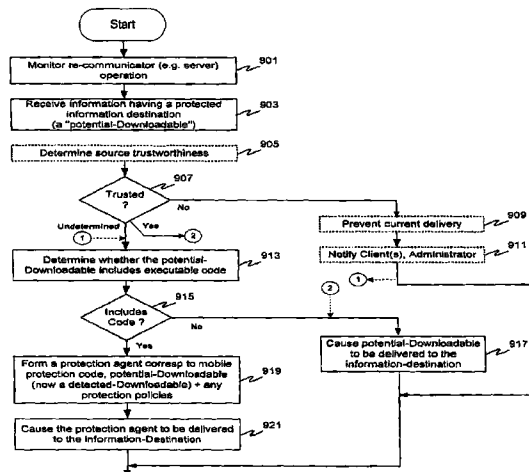 Start
Monitor re-communicator (e.g. server)
operation
901
Receive information having a protected
information destination
(a "potential-Downloadable")
903
Determine source trustworthiness
905
Trusted
?
907
No
Undetermined
Yes
1
2
Prevent current delivery
909
Notify Client(s), Administrator
911
1
Determine whether the potential-
Downloadable includes executable code
913
2
Includes
Code ?
915
No
Yes
Cause potential-Downloadable
to be delivered to the
information-destination
917
Form a protection agent corresp to mobile
protection code, potential-Downloadable
(now a detected-Downloadable) + any
protection policies
919
Cause the protection agent to be delivered
to the Information-Destination
921